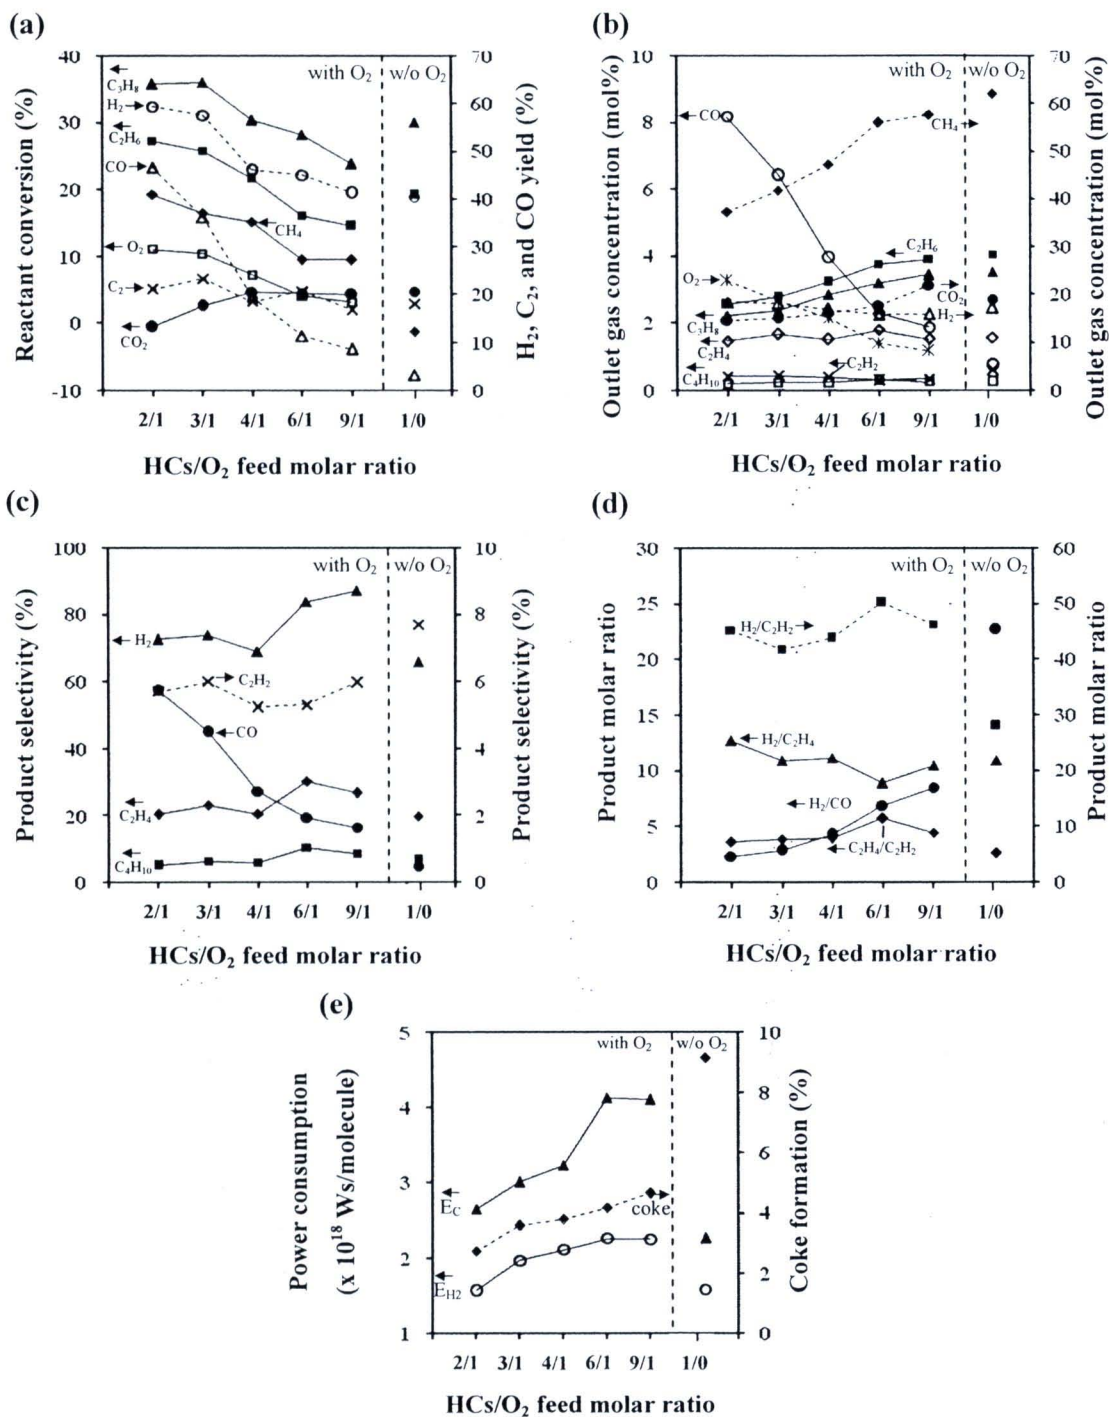 (a)
40
30
20
10
0
-10
Reactant conversion (%)
with O₂
w/o O₂
C₃H₈
H₂
C₂H₆
CO
CH₄
O₂
C₂
CO₂
70
60
50
40
30
20
10
0
H₂, C₂, and CO yield (%)
2/1 3/1 4/1 6/1 9/1 1/0
HCs/O₂ feed molar ratio
(b)
10
8
6
4
2
0
Outlet gas concentration (mol%)
with O₂
w/o O₂
CO
CH₄
C₂H₆
O₂
CO₂
H₂
C₃H₈
C₂H₄
C₂H₂
C₄H₁₀
70
60
50
40
30
20
10
0
Outlet gas concentration (mol%)
2/1 3/1 4/1 6/1 9/1 1/0
HCs/O₂ feed molar ratio
(c)
100
80
60
40
20
0
Product selectivity (%)
with O₂
w/o O₂
H₂
C₂H₂
CO
C₂H₄
C₄H₁₀
10
8
6
4
2
0
Product selectivity (%)
2/1 3/1 4/1 6/1 9/1 1/0
HCs/O₂ feed molar ratio
(d)
30
25
20
15
10
5
0
Product molar ratio
with O₂
w/o O₂
H₂/C₂H₂
H₂/C₂H₄
H₂/CO
C₂H₄/C₂H₂
60
50
40
30
20
10
0
Product molar ratio
2/1 3/1 4/1 6/1 9/1 1/0
HCs/O₂ feed molar ratio
(e)
5
4
3
2
1
Power consumption
(x 10¹⁸ Ws/molecule)
with O₂
w/o O₂
E_C
coke
E_H2
10
8
6
4
2
0
Coke formation (%)
2/1 3/1 4/1 6/1 9/1 1/0
HCs/O₂ feed molar ratio